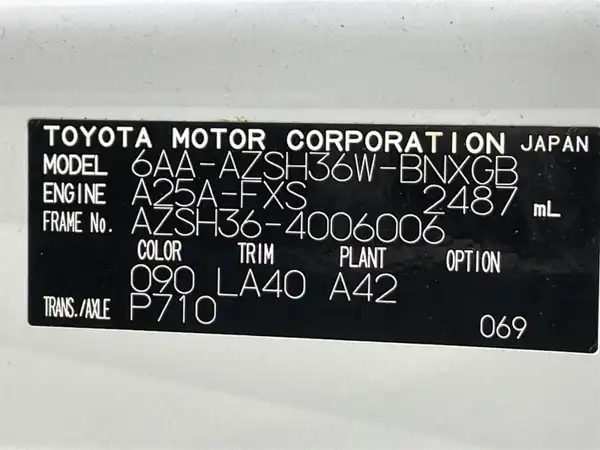 TOYOTA MOTOR CORPORATION JAPAN
MODEL 6AA-AZSH36W-BNXGB
ENGINE A25A-FXS 2487 mL
FRAME No. AZSH36-4006006
COLOR TRIM PLANT OPTION
090 LA40 A42
TRANS./AXLE P710
069